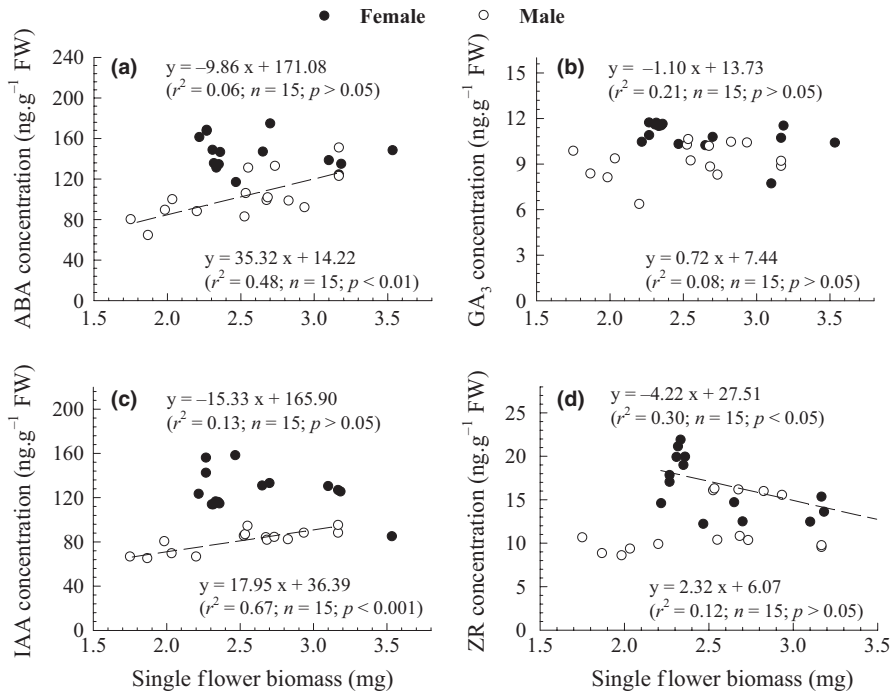 Female Male
(a)
y = –9.86 x + 171.08
(r² = 0.06; n = 15; p > 0.05)
y = 35.32 x + 14.22
(r² = 0.48; n = 15; p < 0.01)
ABA concentration (ng.g⁻¹ FW)
240
200
160
120
80
40
0
1.5 2.0 2.5 3.0 3.5
(b)
y = –1.10 x + 13.73
(r² = 0.21; n = 15; p > 0.05)
y = 0.72 x + 7.44
(r² = 0.08; n = 15; p > 0.05)
GA₃ concentration (ng.g⁻¹ FW)
15
12
9
6
3
0
1.5 2.0 2.5 3.0 3.5
(c)
y = –15.33 x + 165.90
(r² = 0.13; n = 15; p > 0.05)
y = 17.95 x + 36.39
(r² = 0.67; n = 15; p < 0.001)
IAA concentration (ng.g⁻¹ FW)
200
160
120
80
40
0
1.5 2.0 2.5 3.0 3.5
Single flower biomass (mg)
(d)
y = –4.22 x + 27.51
(r² = 0.30; n = 15; p < 0.05)
y = 2.32 x + 6.07
(r² = 0.12; n = 15; p > 0.05)
ZR concentration (ng.g⁻¹ FW)
25
20
15
10
5
0
1.5 2.0 2.5 3.0 3.5
Single flower biomass (mg)